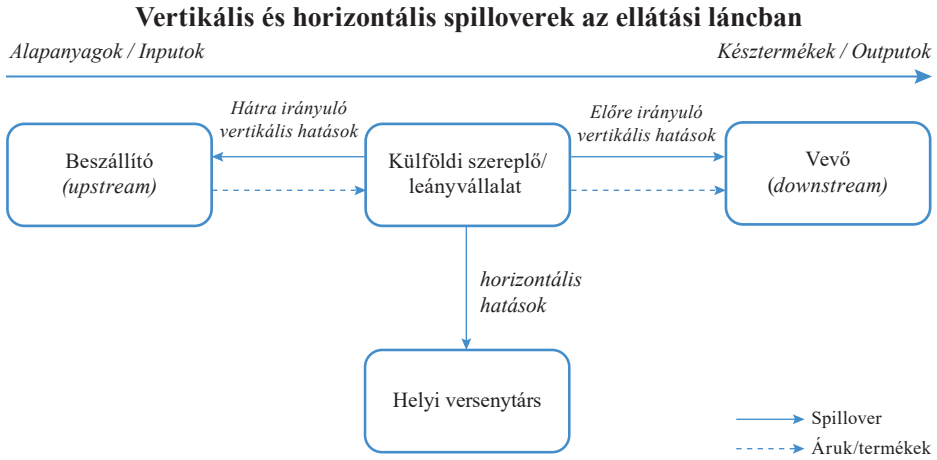 Vertikális és horizontális spilloverek az ellátási láncban
Alapanyagok / Inputok
Késztermékek / Outputok
Hátra irányuló
vertikális hatások
Előre irányuló
vertikális hatások
Beszállító
(upstream)
Külföldi szereplő/
leányvállalat
Vevő
(downstream)
horizontális
hatások
Helyi versenytárs
Spillover
Áruk/termékek